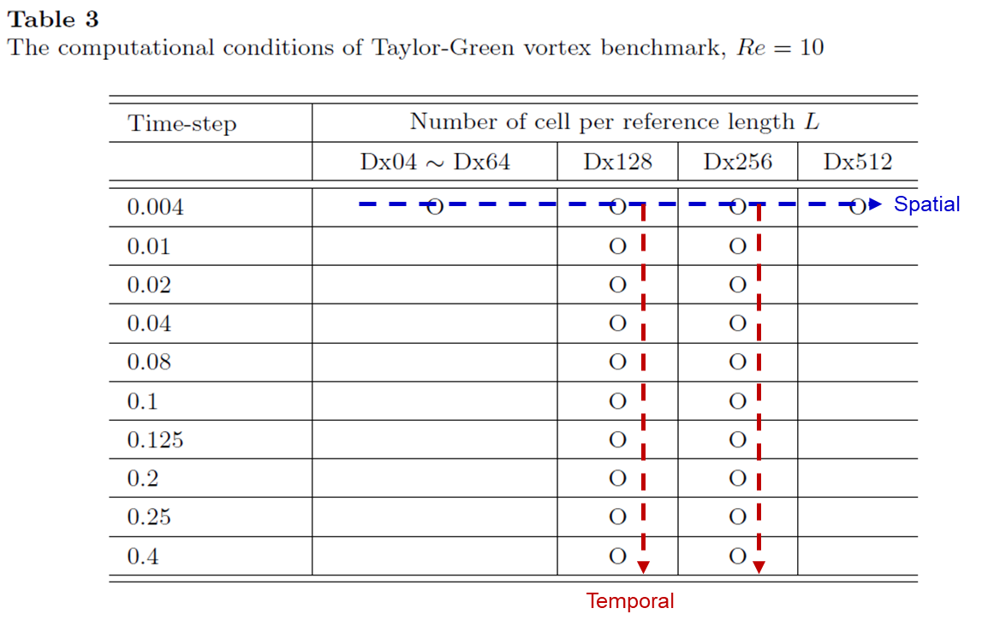 Table 3
The computational conditions of Taylor-Green vortex benchmark, Re = 10
Time-step Number of cell per reference length L
Dx04 ∼ Dx64 Dx128 Dx256 Dx512
0.004 O O O O Spatial
0.01 O O
0.02 O O
0.04 O O
0.08 O O
0.1 O O
0.125 O O
0.2 O O
0.25 O O
0.4 O O
Temporal